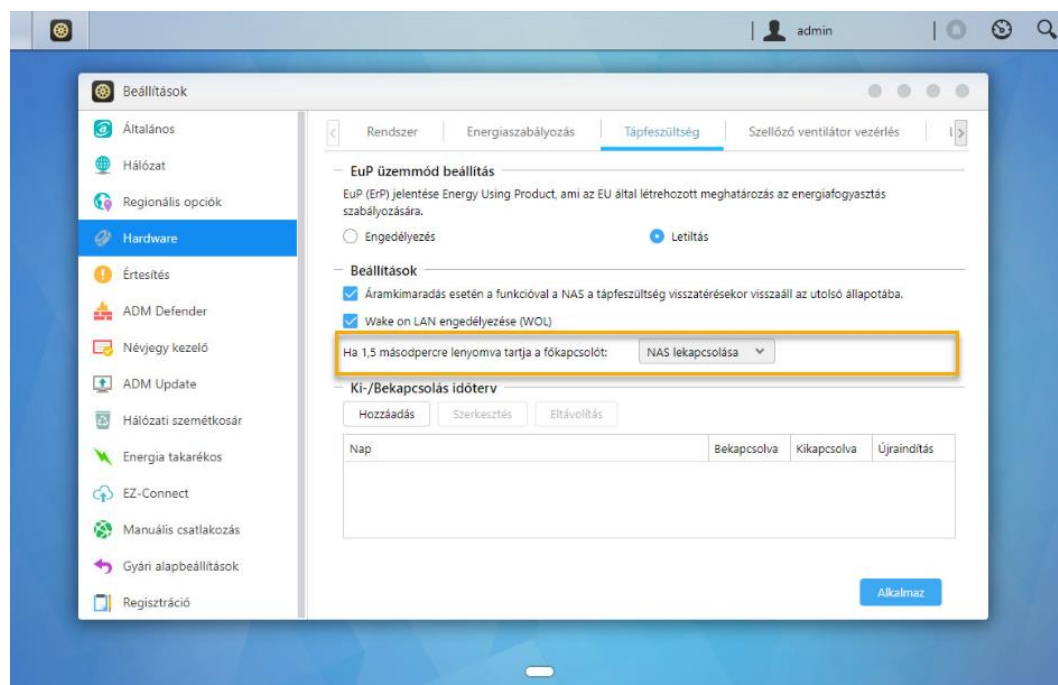 admin
Beállítások
Általános
Hálózat
Regionális opciók
Hardware
Értesítés
ADM Defender
Névjegy kezelő
ADM Update
Hálózati szemétkosár
Energia takarékos
EZ-Connect
Manuális csatlakozás
Gyári alapbeállítások
Regisztráció
< Rendszer Energiaszabályozás Tápfeszültség Szellőző ventilátor vezérlés >
EuP üzemmód beállítás
EuP (ErP) jelentése Energy Using Product, ami az EU által létrehozott meghatározás az energiafogyasztás
szabályozására.
Engedélyezés Letiltás
Beállítások
Áramkimaradás esetén a funkcióval a NAS a tápfeszültség visszatérésekor visszaáll az utolsó állapotába.
Wake on LAN engedélyezése (WOL)
Ha 1,5 másodpercre lenyomva tartja a főkapcsolót: NAS lekapcsolása
Ki-/Bekapcsolás időterv
Hozzáadás Szerkesztés Eltávolítás
Nap Bekapcsolva Kikapcsolva Újraindítás
Alkalmaz